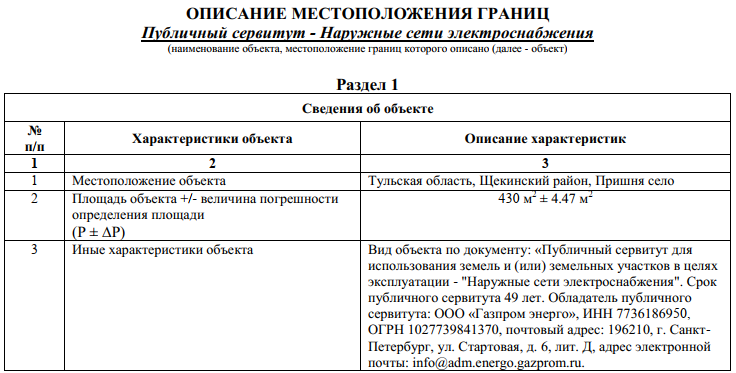 ОПИСАНИЕ МЕСТОПОЛОЖЕНИЯ ГРАНИЦ
Публичный сервитут - Наружные сети электроснабжения
(наименование объекта, местоположение границ которого описано (далее - объект)
Раздел 1
Сведения об объекте
№
п/п
Характеристики объекта
Описание характеристик
1
2
3
1
Местоположение объекта
Тульская область, Щекинский район, Пришня село
2
Площадь объекта +/- величина погрешности
определения площади
(Р ± ΔР)
430 м² ± 4.47 м²
3
Иные характеристики объекта
Вид объекта по документу: «Публичный сервитут для
использования земель и (или) земельных участков в целях
эксплуатации - "Наружные сети электроснабжения". Срок
публичного сервитута 49 лет. Обладатель публичного
сервитута: ООО «Газпром энерго», ИНН 7736186950,
ОГРН 1027739841370, почтовый адрес: 196210, г. Санкт-
Петербург, ул. Стартовая, д. 6, лит. Д, адрес электронной
почты: info@adm.energo.gazprom.ru.